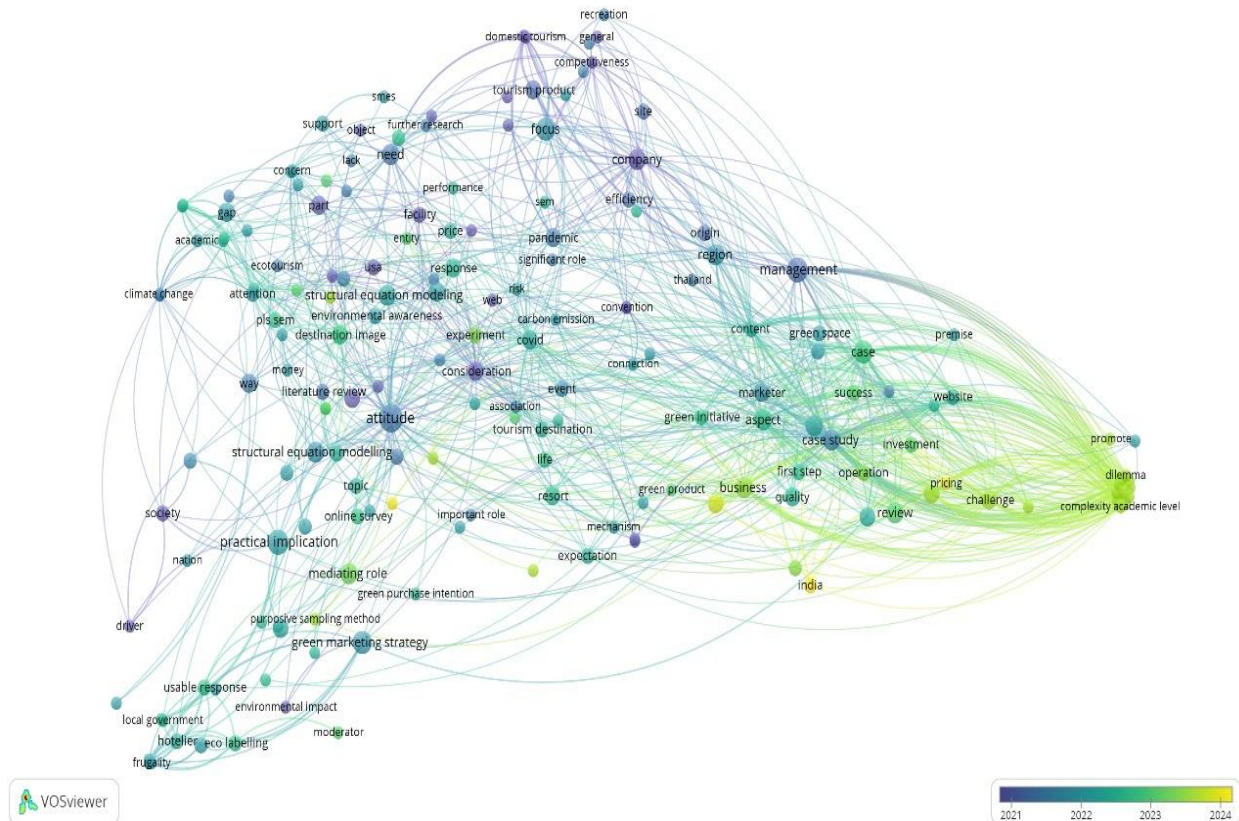 recreation
domestic tourism
general
competitiveness
tourism product
smes
site
support
object
further research
focus
need
lack
company
concern
performance
part
efficiency
sem
gap
facility
price
entity
pandemic
origin
academic
region
significant role
ecotourism
usa
response
management
thailand
climate change
attention
structural equation modeling
risk
web
convention
environmental awareness
carbon emission
pls sem
content
green space
premise
destination image
experiment
covid
case
connection
money
consideration
way
literature review
event
marketer
success
website
association
attitude
green initiative
aspect
tourism destination
case study
promote
structural equation modelling
investment
life
first step
operation
dilemma
topic
resort
green product
business
quality
pricing
challenge
complexity academic level
society
online survey
important role
review
mechanism
practical implication
expectation
nation
mediating role
india
green purchase intention
driver
purposive sampling method
green marketing strategy
usable response
environmental impact
local government
moderator
hotelier
eco labelling
frugality
VOSviewer
2021 2022 2023 2024